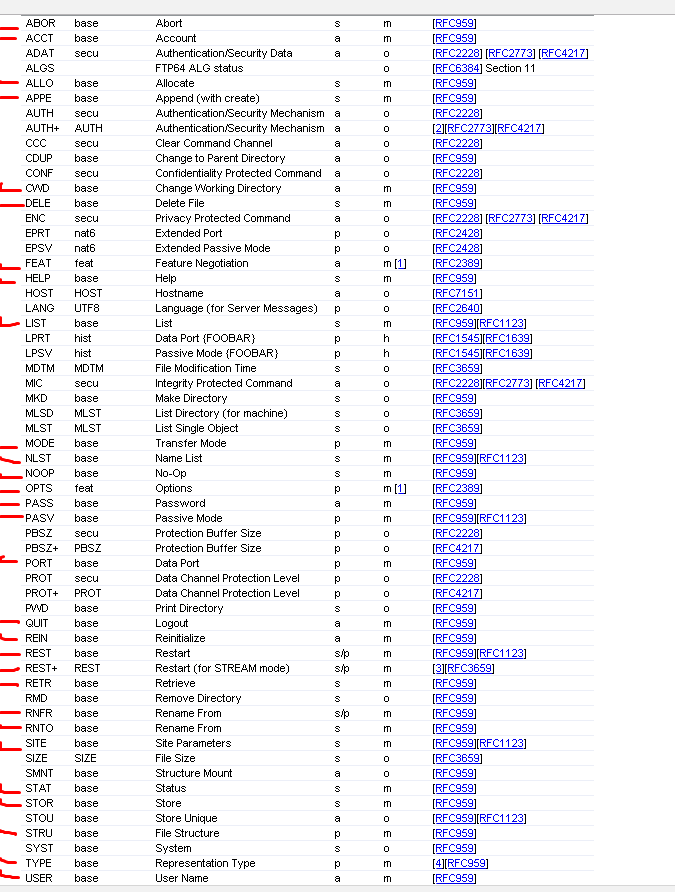 ABOR base Abort s m [RFC959]
ACCT base Account a m [RFC959]
ADAT secu Authentication/Security Data a o [RFC2228] [RFC2773] [RFC4217]
ALGS FTP64 ALG status o [RFC6384] Section 11
ALLO base Allocate s m [RFC959]
APPE base Append (with create) s m [RFC959]
AUTH secu Authentication/Security Mechanism a o [RFC2228]
AUTH+ AUTH Authentication/Security Mechanism a o [2][RFC2773][RFC4217]
CCC secu Clear Command Channel a o [RFC2228]
CDUP base Change to Parent Directory a o [RFC959]
CONF secu Confidentiality Protected Command a o [RFC2228]
CWD base Change Working Directory a m [RFC959]
DELE base Delete File s m [RFC959]
ENC secu Privacy Protected Command a o [RFC2228] [RFC2773] [RFC4217]
EPRT nat6 Extended Port p o [RFC2428]
EPSV nat6 Extended Passive Mode p o [RFC2428]
FEAT feat Feature Negotiation a m [1] [RFC2389]
HELP base Help s m [RFC959]
HOST HOST Hostname a o [RFC7151]
LANG UTF8 Language (for Server Messages) p o [RFC2640]
LIST base List s m [RFC959][RFC1123]
LPRT hist Data Port {FOOBAR} p h [RFC1545][RFC1639]
LPSV hist Passive Mode {FOOBAR} p h [RFC1545][RFC1639]
MDTM MDTM File Modification Time s o [RFC3659]
MIC secu Integrity Protected Command a o [RFC2228][RFC2773] [RFC4217]
MKD base Make Directory s o [RFC959]
MLSD MLST List Directory (for machine) s o [RFC3659]
MLST MLST List Single Object s o [RFC3659]
MODE base Transfer Mode p m [RFC959]
NLST base Name List s m [RFC959][RFC1123]
NOOP base No-Op s m [RFC959]
OPTS feat Options p m [1] [RFC2389]
PASS base Password a m [RFC959]
PASV base Passive Mode p m [RFC959][RFC1123]
PBSZ secu Protection Buffer Size p o [RFC2228]
PBSZ+ PBSZ Protection Buffer Size p o [RFC4217]
PORT base Data Port p m [RFC959]
PROT secu Data Channel Protection Level p o [RFC2228]
PROT+ PROT Data Channel Protection Level p o [RFC4217]
PWD base Print Directory s o [RFC959]
QUIT base Logout a m [RFC959]
REIN base Reinitialize a m [RFC959]
REST base Restart s/p m [RFC959][RFC1123]
REST+ REST Restart (for STREAM mode) s/p m [3][RFC3659]
RETR base Retrieve s m [RFC959]
RMD base Remove Directory s o [RFC959]
RNFR base Rename From s/p m [RFC959]
RNTO base Rename From s m [RFC959]
SITE base Site Parameters s m [RFC959][RFC1123]
SIZE SIZE File Size s o [RFC3659]
SMNT base Structure Mount a o [RFC959]
STAT base Status s m [RFC959]
STOR base Store s m [RFC959]
STOU base Store Unique a o [RFC959][RFC1123]
STRU base File Structure p m [RFC959]
SYST base System s o [RFC959]
TYPE base Representation Type p m [4][RFC959]
USER base User Name a m [RFC959]